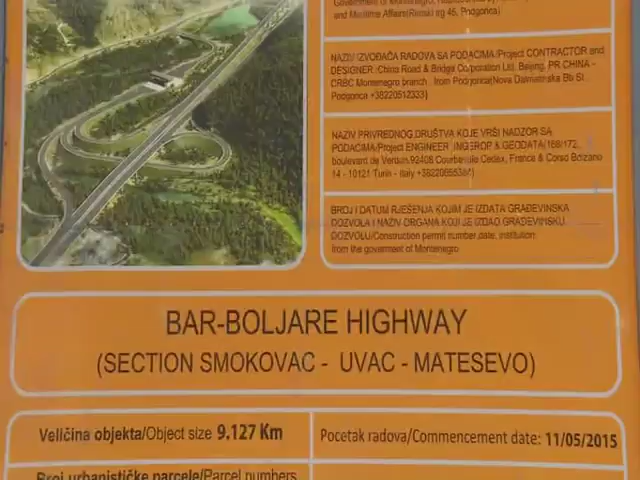 Government of Montenegro,
and Maritime Affairs(Rimski trg 46, Podgorica)
NAZIV IZVOĐAČA RADOVA SA PODACIMA/Project CONTRACTOR and
DESIGNER :China Road & Bridge Corporation Ltd. Beijing, PR CHINA -
CRBC Montenegro branch , from Podgorica(Nova Dalmatinska Bb St.
Podgorica +38220512333)
NAZIV PRIVREDNOG DRUŠTVA KOJE VRŠI NADZOR SA
PODACIMA/Project ENGINEER :INGEROP & GEODATA(168/172,
boulevard de Verdun,92408 Courbevoie Cedex, France & Corso Bolzano
14 - 10121 Turin - Italy
BROJ I DATUM RJEŠENJA KOJIM JE IZDATA GRAĐEVINSKA
DOZVOLA I NAZIV ORGANA KOJI JE IZDAO GRAĐEVINSKU
DOZVOLU/Construction permit number,date, institution:
from the government of Montenegro
BAR-BOLJARE HIGHWAY
(SECTION SMOKOVAC - UVAC - MATESEVO)
Veličina objekta/Object size 9.127 Km
Pocetak radova/Commencement date: 11/05/2015
Broj urbanističke parcele/Parcel numbers